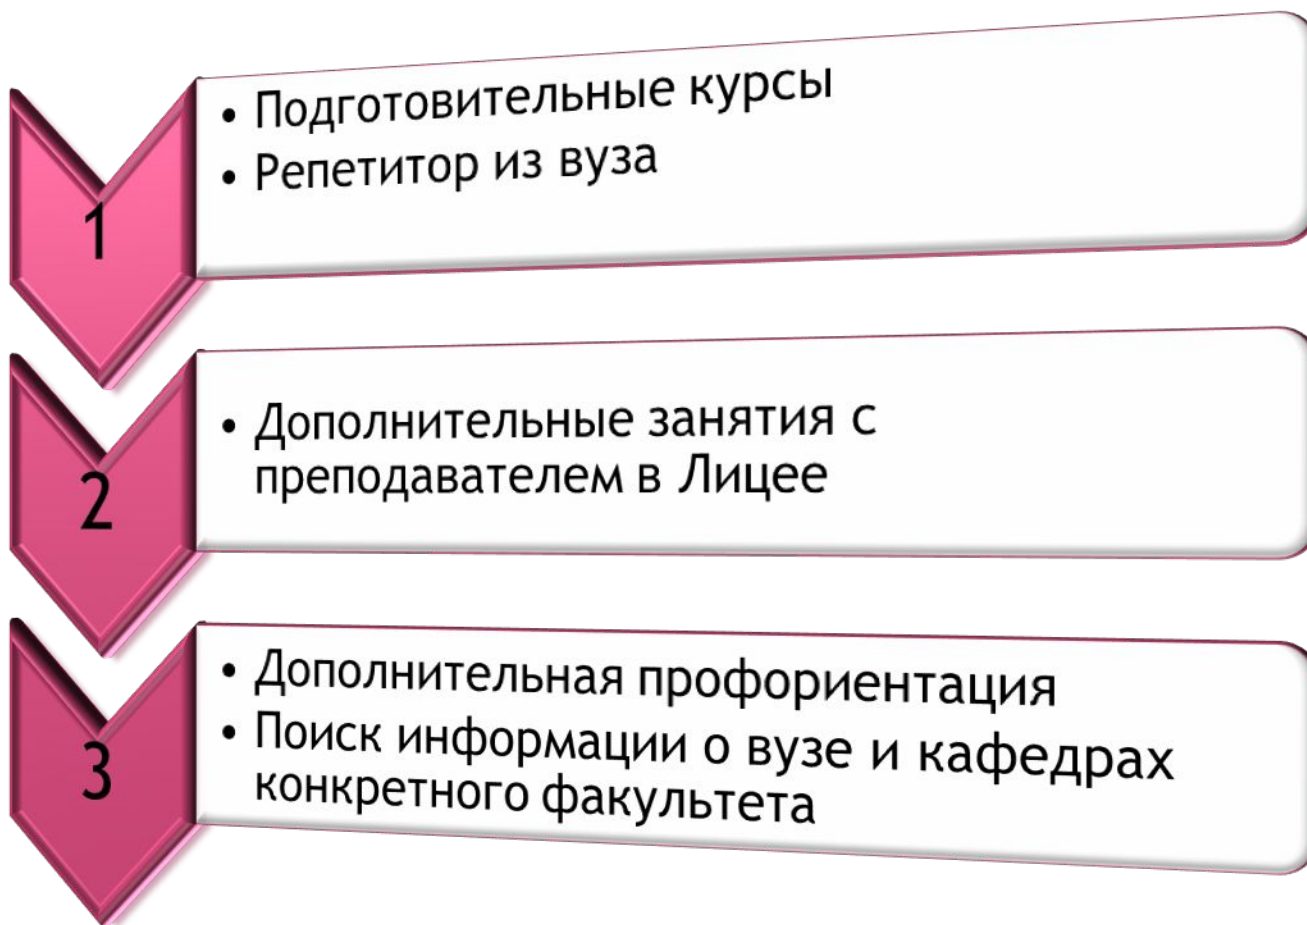 1
• Подготовительные курсы
• Репетитор из вуза
2
• Дополнительные занятия с
преподавателем в Лицее
3
• Дополнительная профориентация
• Поиск информации о вузе и кафедрах
конкретного факультета